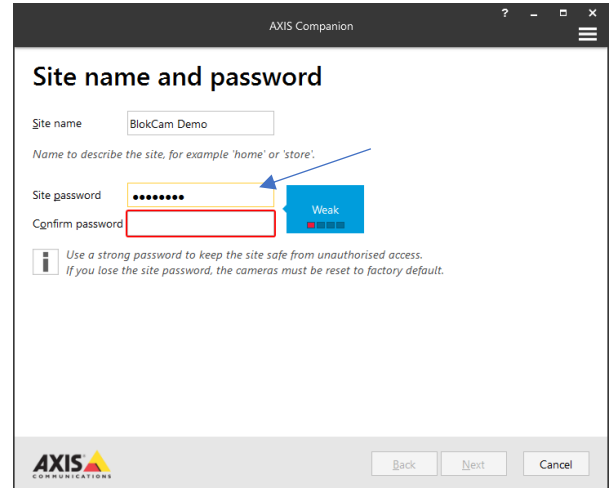 AXIS Companion
?
Site name and password
Site name BlokCam Demo
Name to describe the site, for example 'home' or 'store'.
Site password ●●●●●●●●
Weak
Confirm password
i
Use a strong password to keep the site safe from unauthorised access.
If you lose the site password, the cameras must be reset to factory default.
AXIS
COMMUNICATIONS
Back Next Cancel